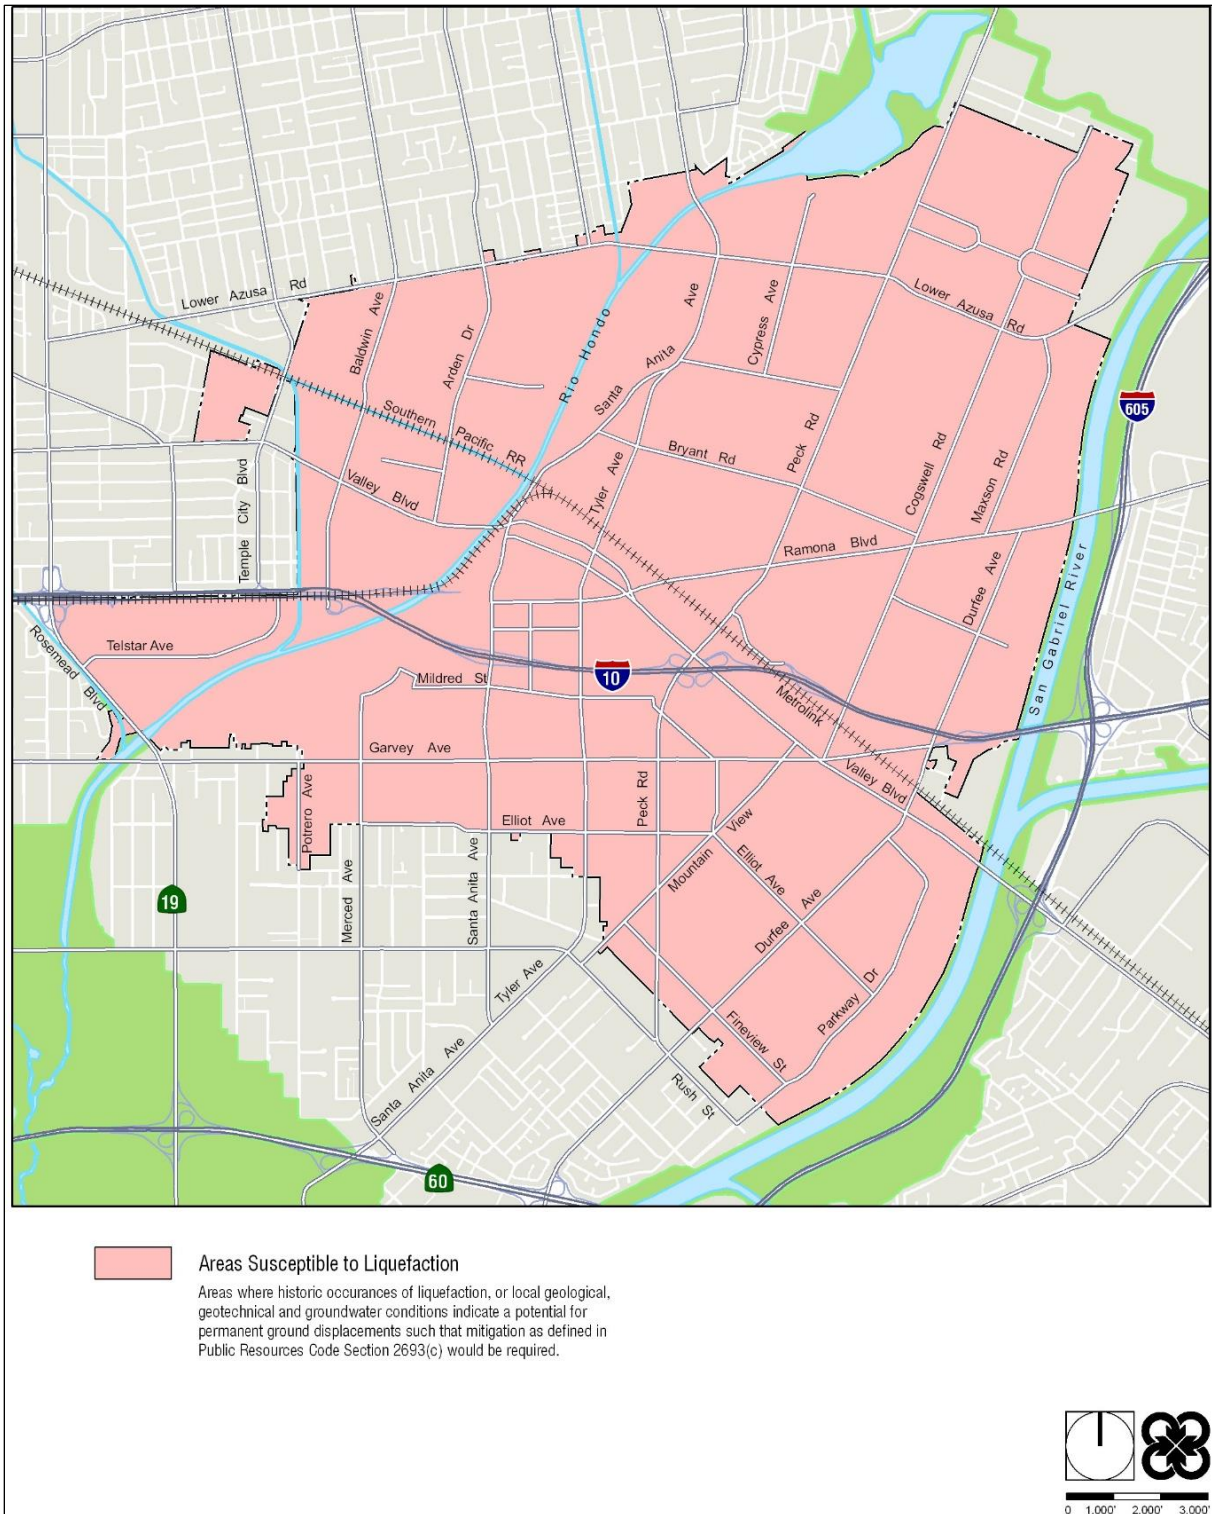 Lower Azusa Rd
Baldwin Ave
Arden Dr
Rio Hondo
Santa Anita Ave
Cypress Ave
Lower Azusa Rd
605
Southern Pacific RR
Bryant Rd
Peck Rd
Cogswell Rd
Maxson Rd
Tyler Ave
Valley Blvd
Temple City Blvd
Ramona Blvd
Durfee Ave
San Gabriel River
Rosemead Blvd
Telstar Ave
Mildred St
10
Metrolink
Garvey Ave
Valley Blvd
Potrero Ave
Peck Rd
Elliot Ave
Mountain View
Elliot Ave
Durfee Ave
19
Merced Ave
Santa Anita Ave
Tyler Ave
Parkway Dr
Fineview St
Rush St
Santa Anita Ave
60
Areas Susceptible to Liquefaction
Areas where historic occurances of liquefaction, or local geological,
geotechnical and groundwater conditions indicate a potential for
permanent ground displacements such that mitigation as defined in
Public Resources Code Section 2693(c) would be required.
0 1,000' 2,000' 3,000'